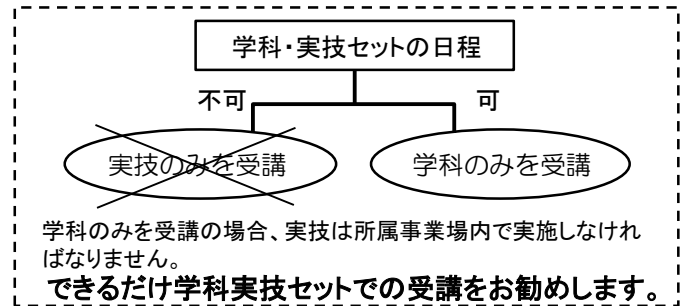 学科・実技セットの日程
不可
可
実技のみを受講
学科のみを受講
学科のみを受講の場合、実技は所属事業場内で実施しなけれ
ばなりません。
できるだけ学科実技セットでの受講をお勧めします。